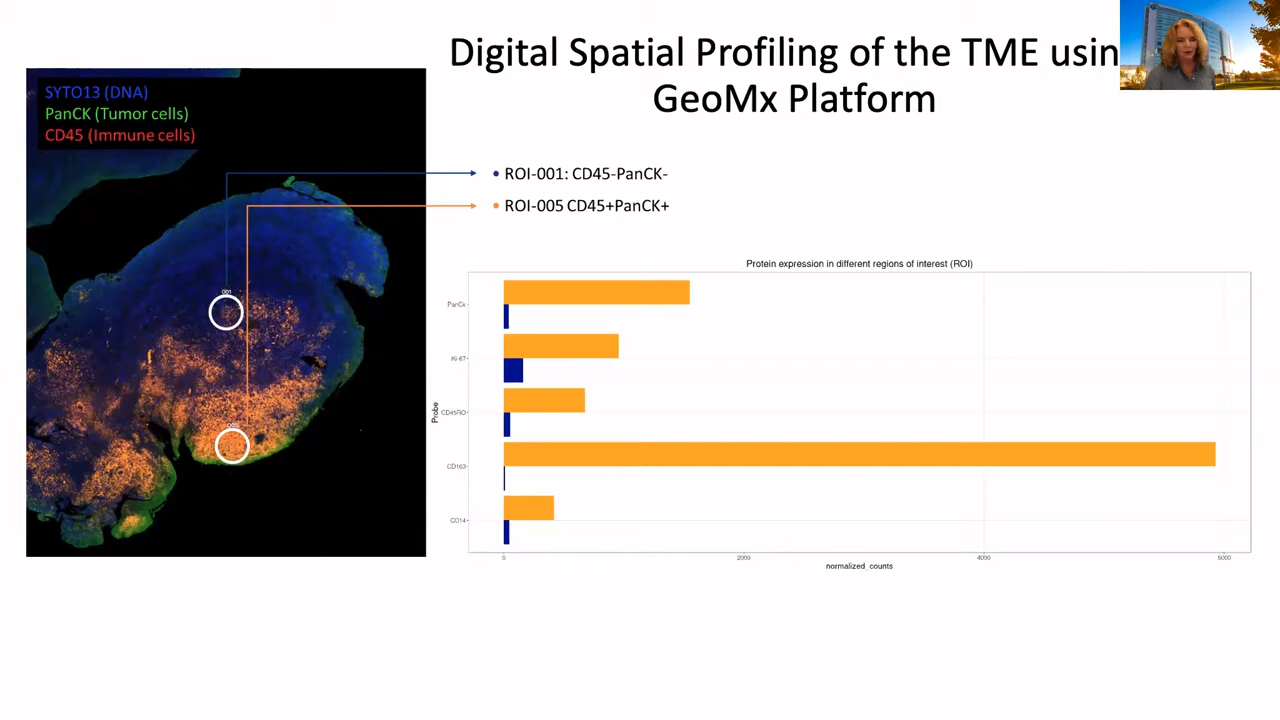 Digital Spatial Profiling of the TME usin
GeoMx Platform
SYTO13 (DNA)
PanCK (Tumor cells)
CD45 (Immune cells)
ROI-001: CD45-PanCK-
ROI-005 CD45+PanCK+
001
005
Protein expression in different regions of interest (ROI)
PanCk
Ki-67
CD45RO
CD163
CD14
Probe
0
2000
4000
6000
normalized_counts